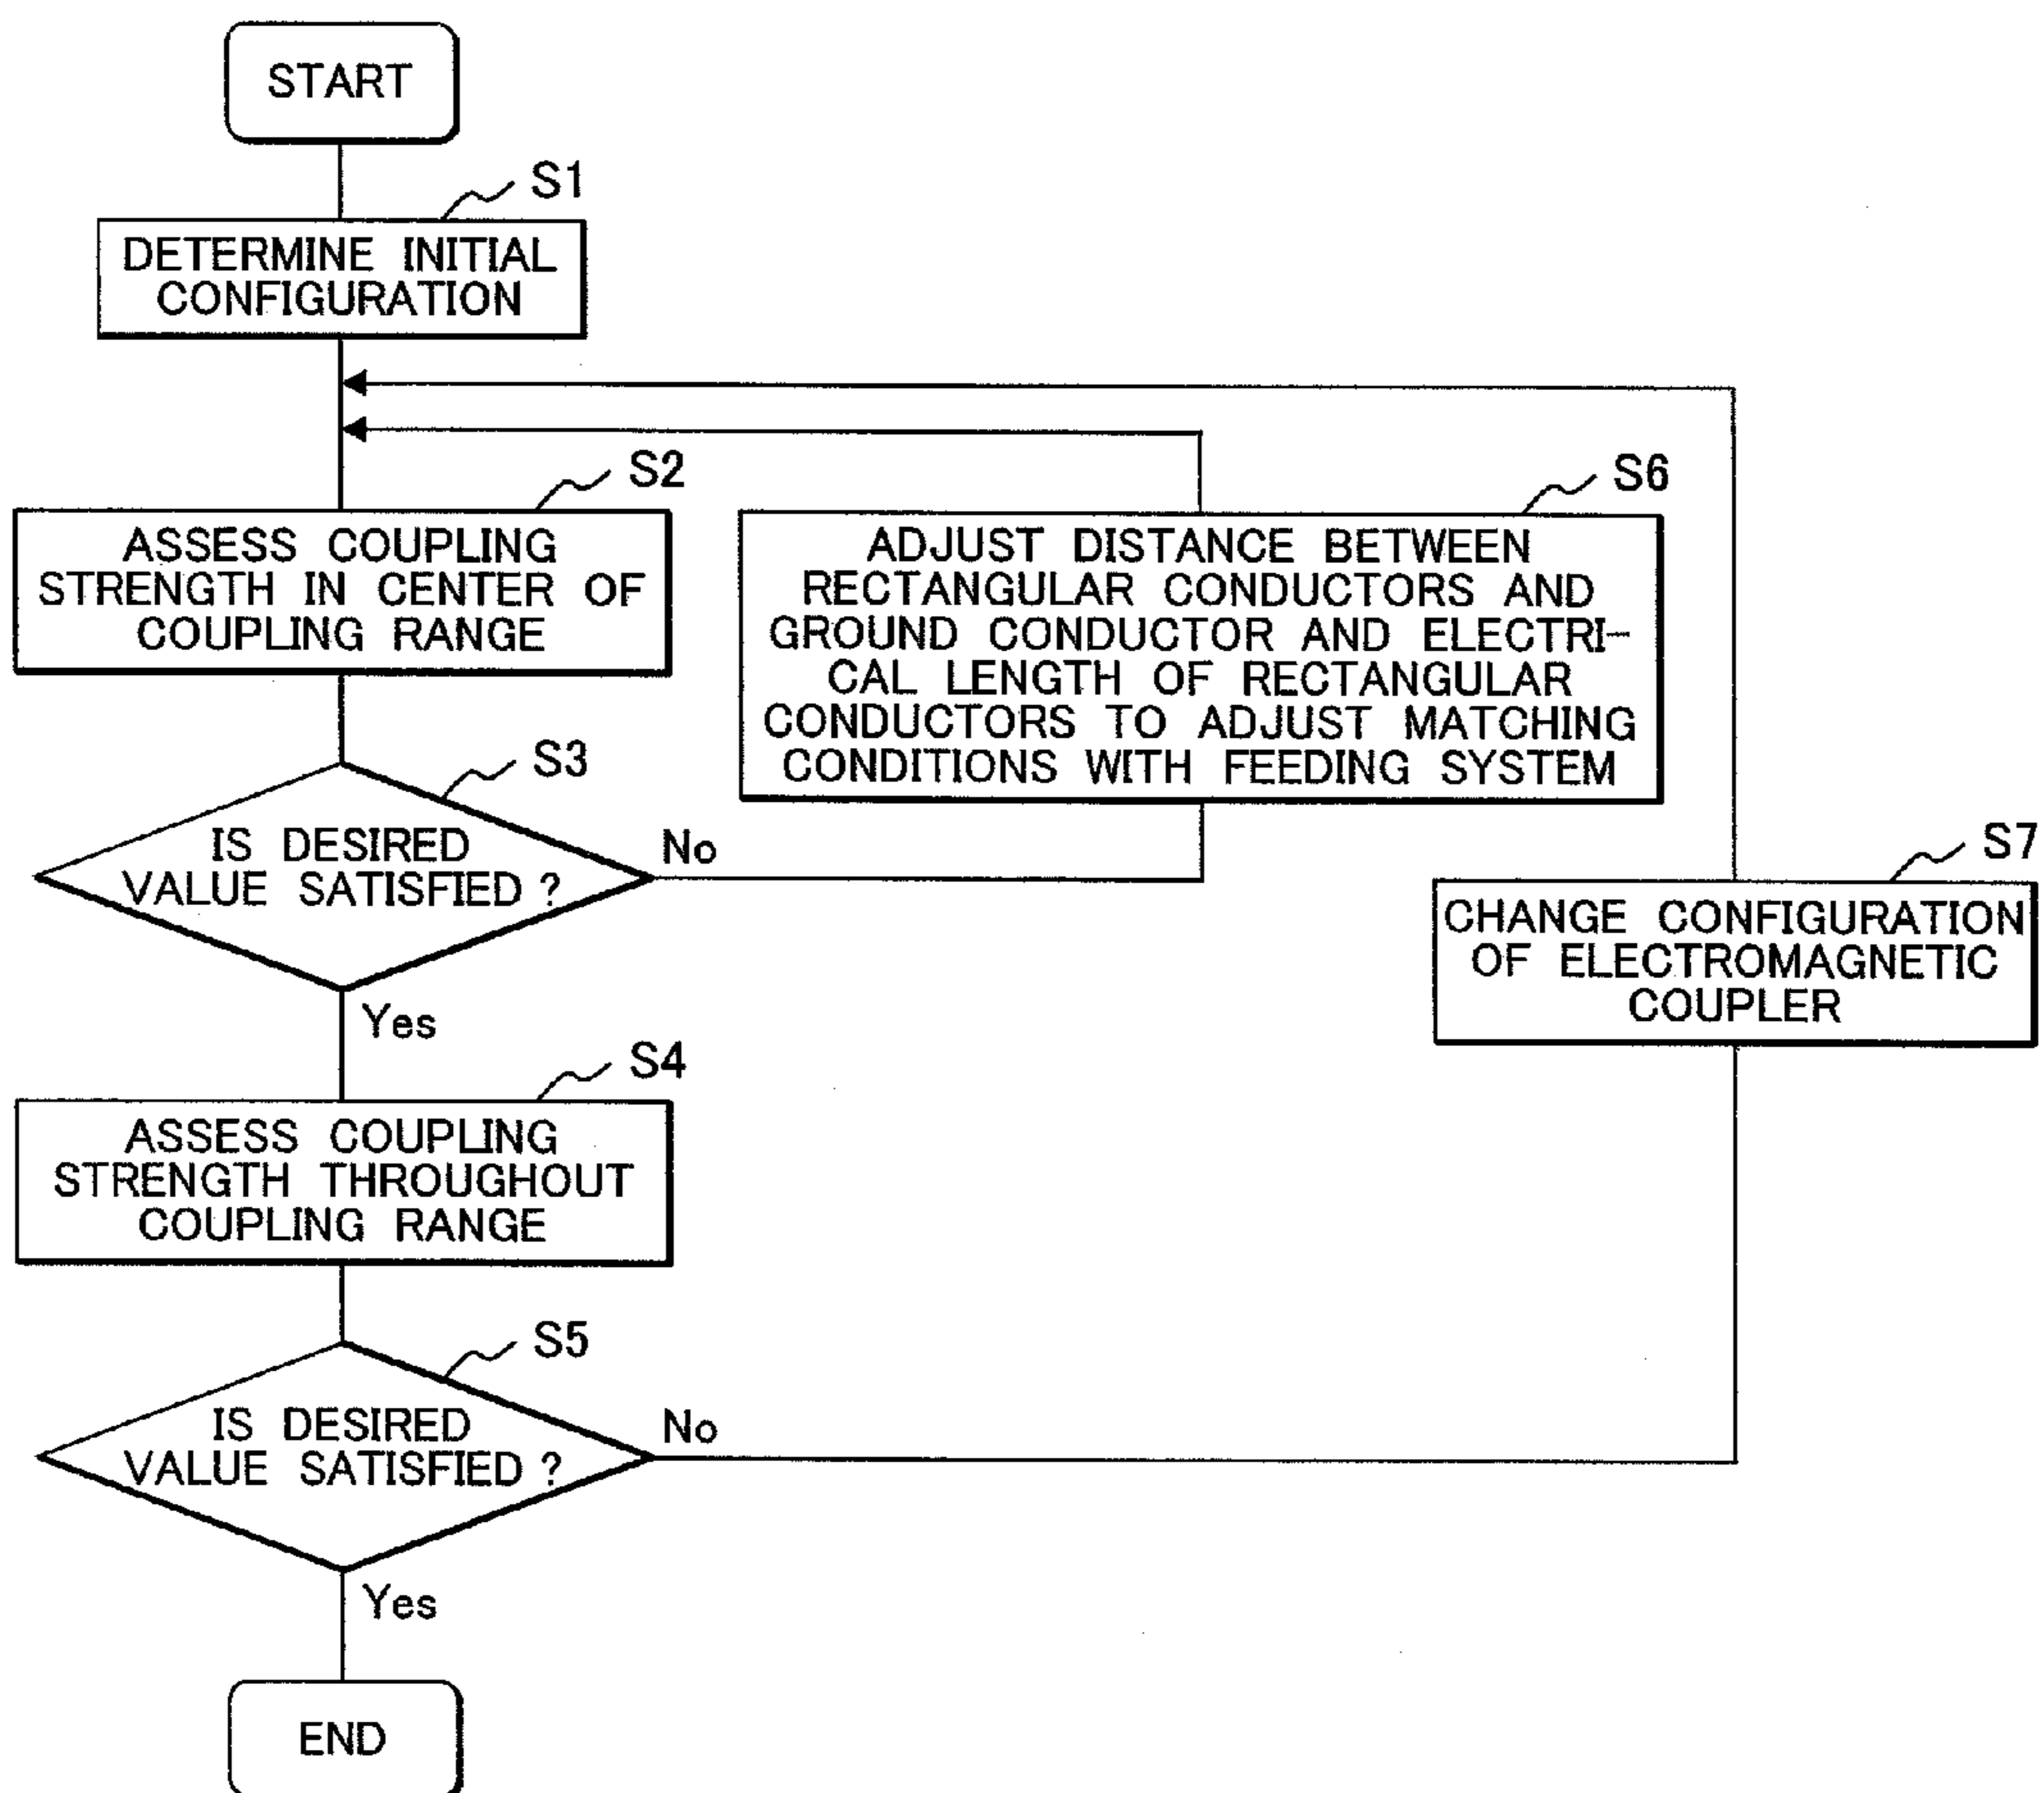 START
S1
DETERMINE INITIAL
CONFIGURATION
S2
ASSESS COUPLING
STRENGTH IN CENTER OF
COUPLING RANGE
S6
ADJUST DISTANCE BETWEEN
RECTANGULAR CONDUCTORS AND
GROUND CONDUCTOR AND ELECTRI-
CAL LENGTH OF RECTANGULAR
CONDUCTORS TO ADJUST MATCHING
CONDITIONS WITH FEEDING SYSTEM
S3
IS DESIRED
VALUE SATISFIED ?
No
Yes
S7
CHANGE CONFIGURATION
OF ELECTROMAGNETIC
COUPLER
S4
ASSESS COUPLING
STRENGTH THROUGHOUT
COUPLING RANGE
S5
IS DESIRED
VALUE SATISFIED ?
No
Yes
END